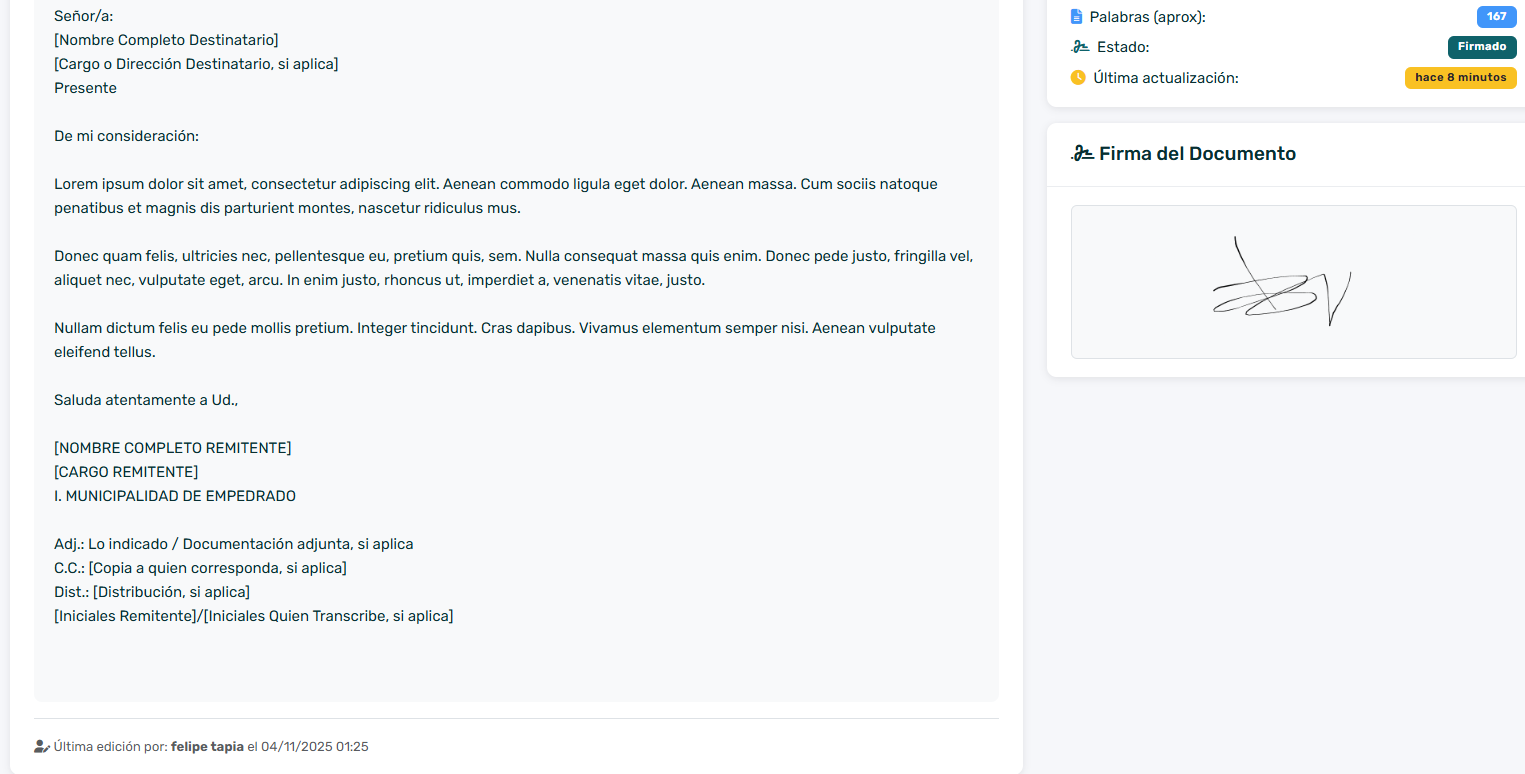 Señor/a:
[Nombre Completo Destinatario]
[Cargo o Dirección Destinatario, si aplica]
Presente
De mi consideración:
Lorem ipsum dolor sit amet, consectetur adipiscing elit. Aenean commodo ligula eget dolor. Aenean massa. Cum sociis natoque
penatibus et magnis dis parturient montes, nascetur ridiculus mus.
Donec quam felis, ultricies nec, pellentesque eu, pretium quis, sem. Nulla consequat massa quis enim. Donec pede justo, fringilla vel,
aliquet nec, vulputate eget, arcu. In enim justo, rhoncus ut, imperdiet a, venenatis vitae, justo.
Nullam dictum felis eu pede mollis pretium. Integer tincidunt. Cras dapibus. Vivamus elementum semper nisi. Aenean vulputate
eleifend tellus.
Saluda atentamente a Ud.,
[NOMBRE COMPLETO REMITENTE]
[CARGO REMITENTE]
I. MUNICIPALIDAD DE EMPEDRADO
Adj.: Lo indicado / Documentación adjunta, si aplica
C.C.: [Copia a quien corresponda, si aplica]
Dist.: [Distribución, si aplica]
[Iniciales Remitente]/[Iniciales Quien Transcribe, si aplica]
Última edición por: felipe tapia el 04/11/2025 01:25
Palabras (aprox): 167
Estado: Firmado
Última actualización: hace 8 minutos
Firma del Documento